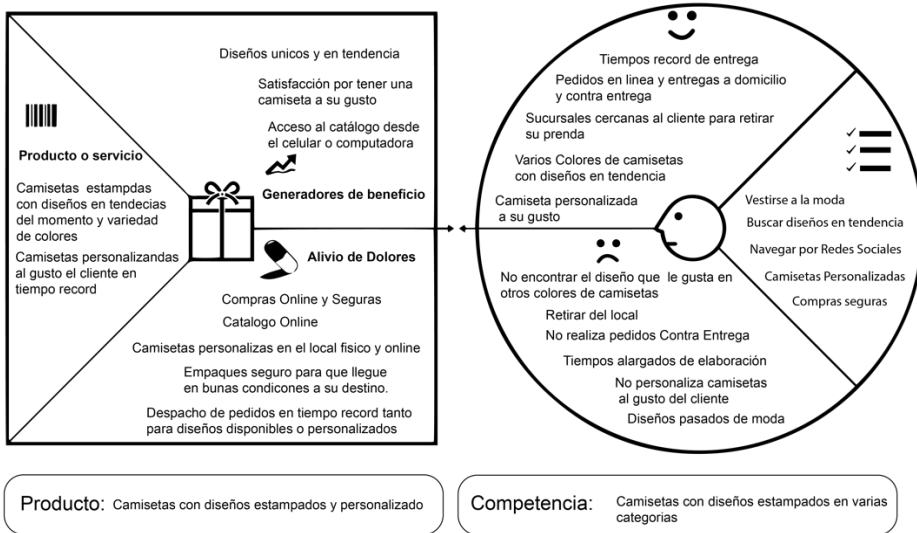 Diseños unicos y en tendencia
Satisfacción por tener una
camiseta a su gusto
Acceso al catálogo desde
el celular o computadora
Generadores de beneficio
Producto o servicio
Camisetas estampdas
con diseños en tendecias
del momento y variedad
de colores
Camisetas personalizandas
al gusto el cliente en
tiempo record
Alivio de Dolores
Compras Online y Seguras
Catalogo Online
Camisetas personalizas en el local fisico y online
Empaques seguro para que llegue
en bunas condicones a su destino.
Despacho de pedidos en tiempo record tanto
para diseños disponibles o personalizados
Tiempos record de entrega
Pedidos en linea y entregas a domicilio
y contra entrega
Sucursales cercanas al cliente para retirar
su prenda
Varios Colores de camisetas
con diseños en tendencia
Camiseta personalizada
a su gusto
Vestirse a la moda
Buscar diseños en tendencia
Navegar por Redes Sociales
Camisetas Personalizadas
Compras seguras
No encontrar el diseño que le gusta en
otros colores de camisetas
Retirar del local
No realiza pedidos Contra Entrega
Tiempos alargados de elaboración
No personaliza camisetas
al gusto del cliente
Diseños pasados de moda
Producto: Camisetas con diseños estampados y personalizado
Competencia: Camisetas con diseños estampados en varias
categorias